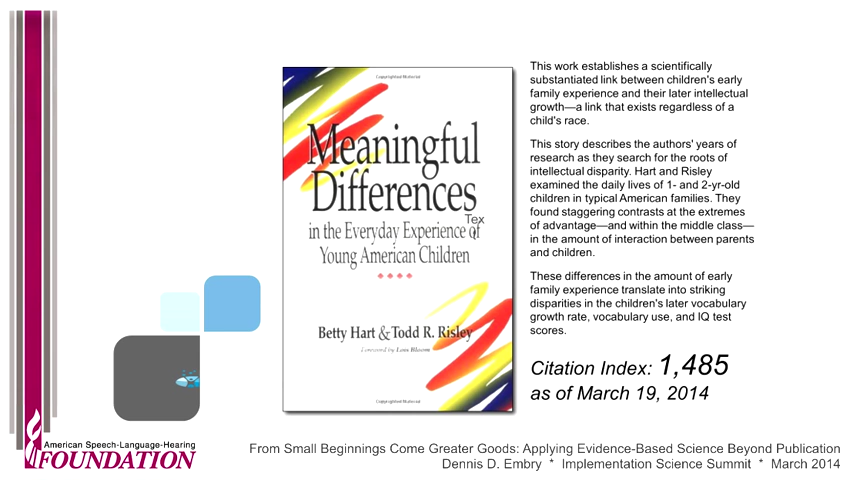 Copyrighted Material
Meaningful
Differences
Tex
t
in the Everyday Experience of
Young American Children
Betty Hart & Todd R. Risley
Foreword by Lois Bloom
Copyrighted Material
This work establishes a scientifically
substantiated link between children's early
family experience and their later intellectual
growth—a link that exists regardless of a
child's race.
This story describes the authors' years of
research as they search for the roots of
intellectual disparity. Hart and Risley
examined the daily lives of 1- and 2-yr-old
children in typical American families. They
found staggering contrasts at the extremes
of advantage—and within the middle class—
in the amount of interaction between parents
and children.
These differences in the amount of early
family experience translate into striking
disparities in the children's later vocabulary
growth rate, vocabulary use, and IQ test
scores.
Citation Index: 1,485
as of March 19, 2014
American Speech-Language-Hearing
FOUNDATION
From Small Beginnings Come Greater Goods: Applying Evidence-Based Science Beyond Publication
Dennis D. Embry * Implementation Science Summit * March 2014